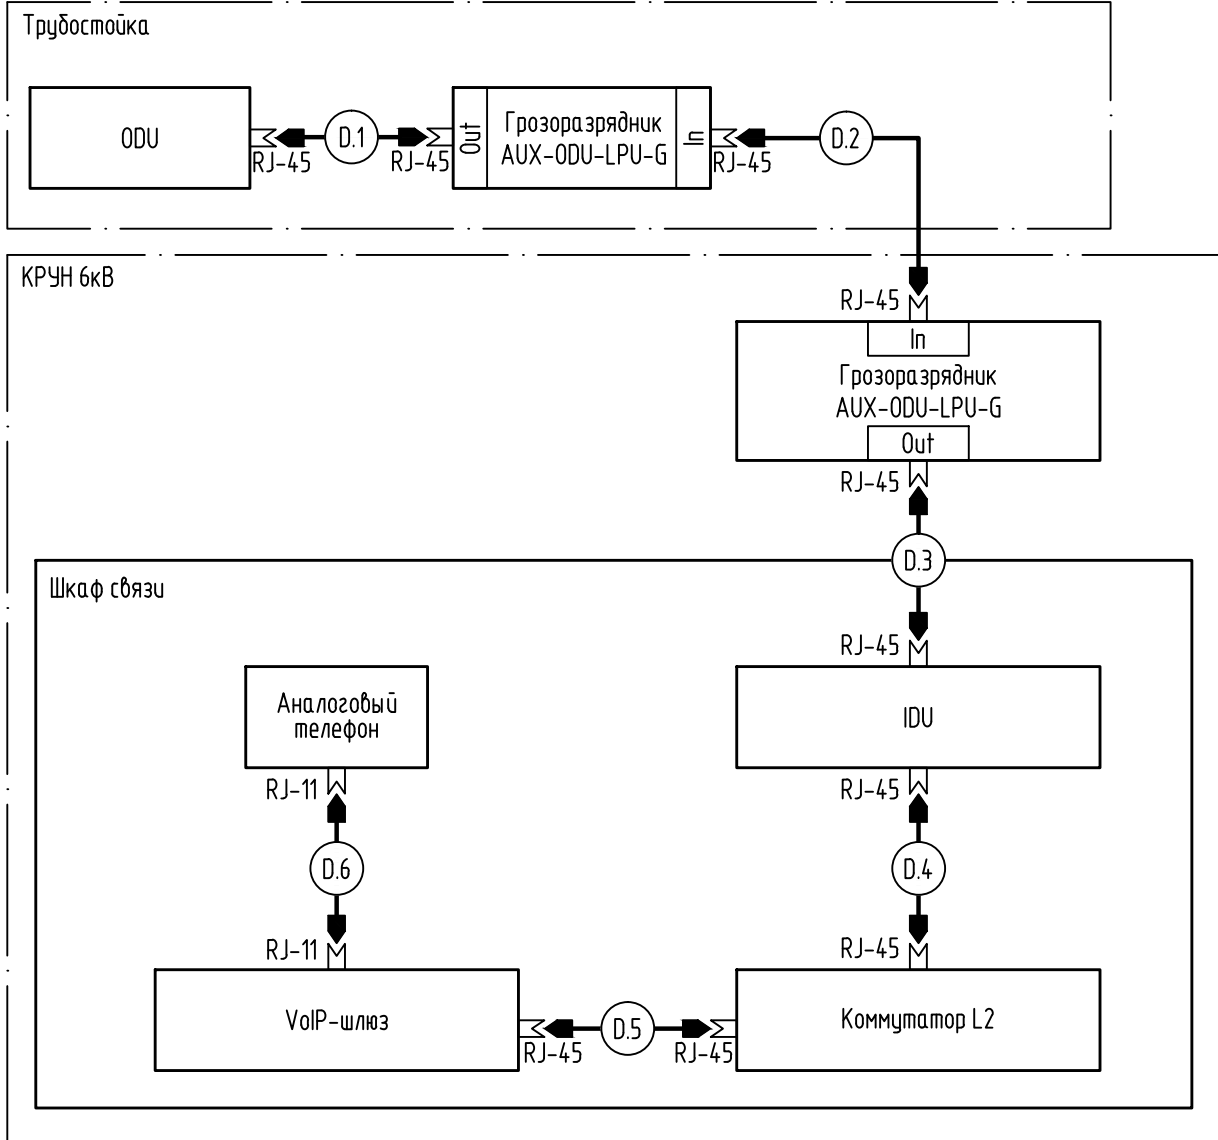 Трубостойка
ODU
RJ-45
D.1
RJ-45
Out
Грозоразрядник
AUX-ODU-LPU-G
In
RJ-45
D.2
КРУН 6кВ
RJ-45
In
Грозоразрядник
AUX-ODU-LPU-G
Out
RJ-45
D.3
Шкаф связи
RJ-45
Аналоговый
телефон
IDU
RJ-11
RJ-45
D.6
D.4
RJ-11
RJ-45
VoIP-шлюз
Коммутатор L2
RJ-45
D.5
RJ-45